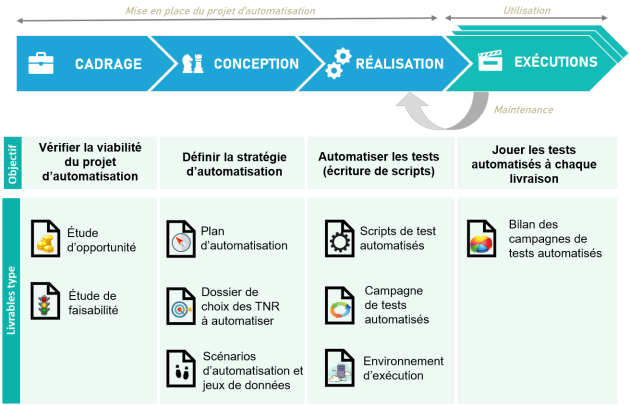 Mise en place du projet d'automatisation
Utilisation
CADRAGE
CONCEPTION
RÉALISATION
EXÉCUTIONS
Maintenance
Objectif
Vérifier la viabilité
du projet
d'automatisation
Définir la stratégie
d'automatisation
Automatiser les tests
(écriture de scripts)
Jouer les tests
automatisés à chaque
livraison
Livrables type
Étude
d'opportunité
Étude de
faisabilité
Plan
d'automatisation
Dossier de
choix des TNR
à automatiser
Scénarios
d'automatisation et
jeux de données
Scripts de test
automatisés
Campagne
de tests
automatisés
Environnement
d'exécution
Bilan des
campagnes de
tests automatisés